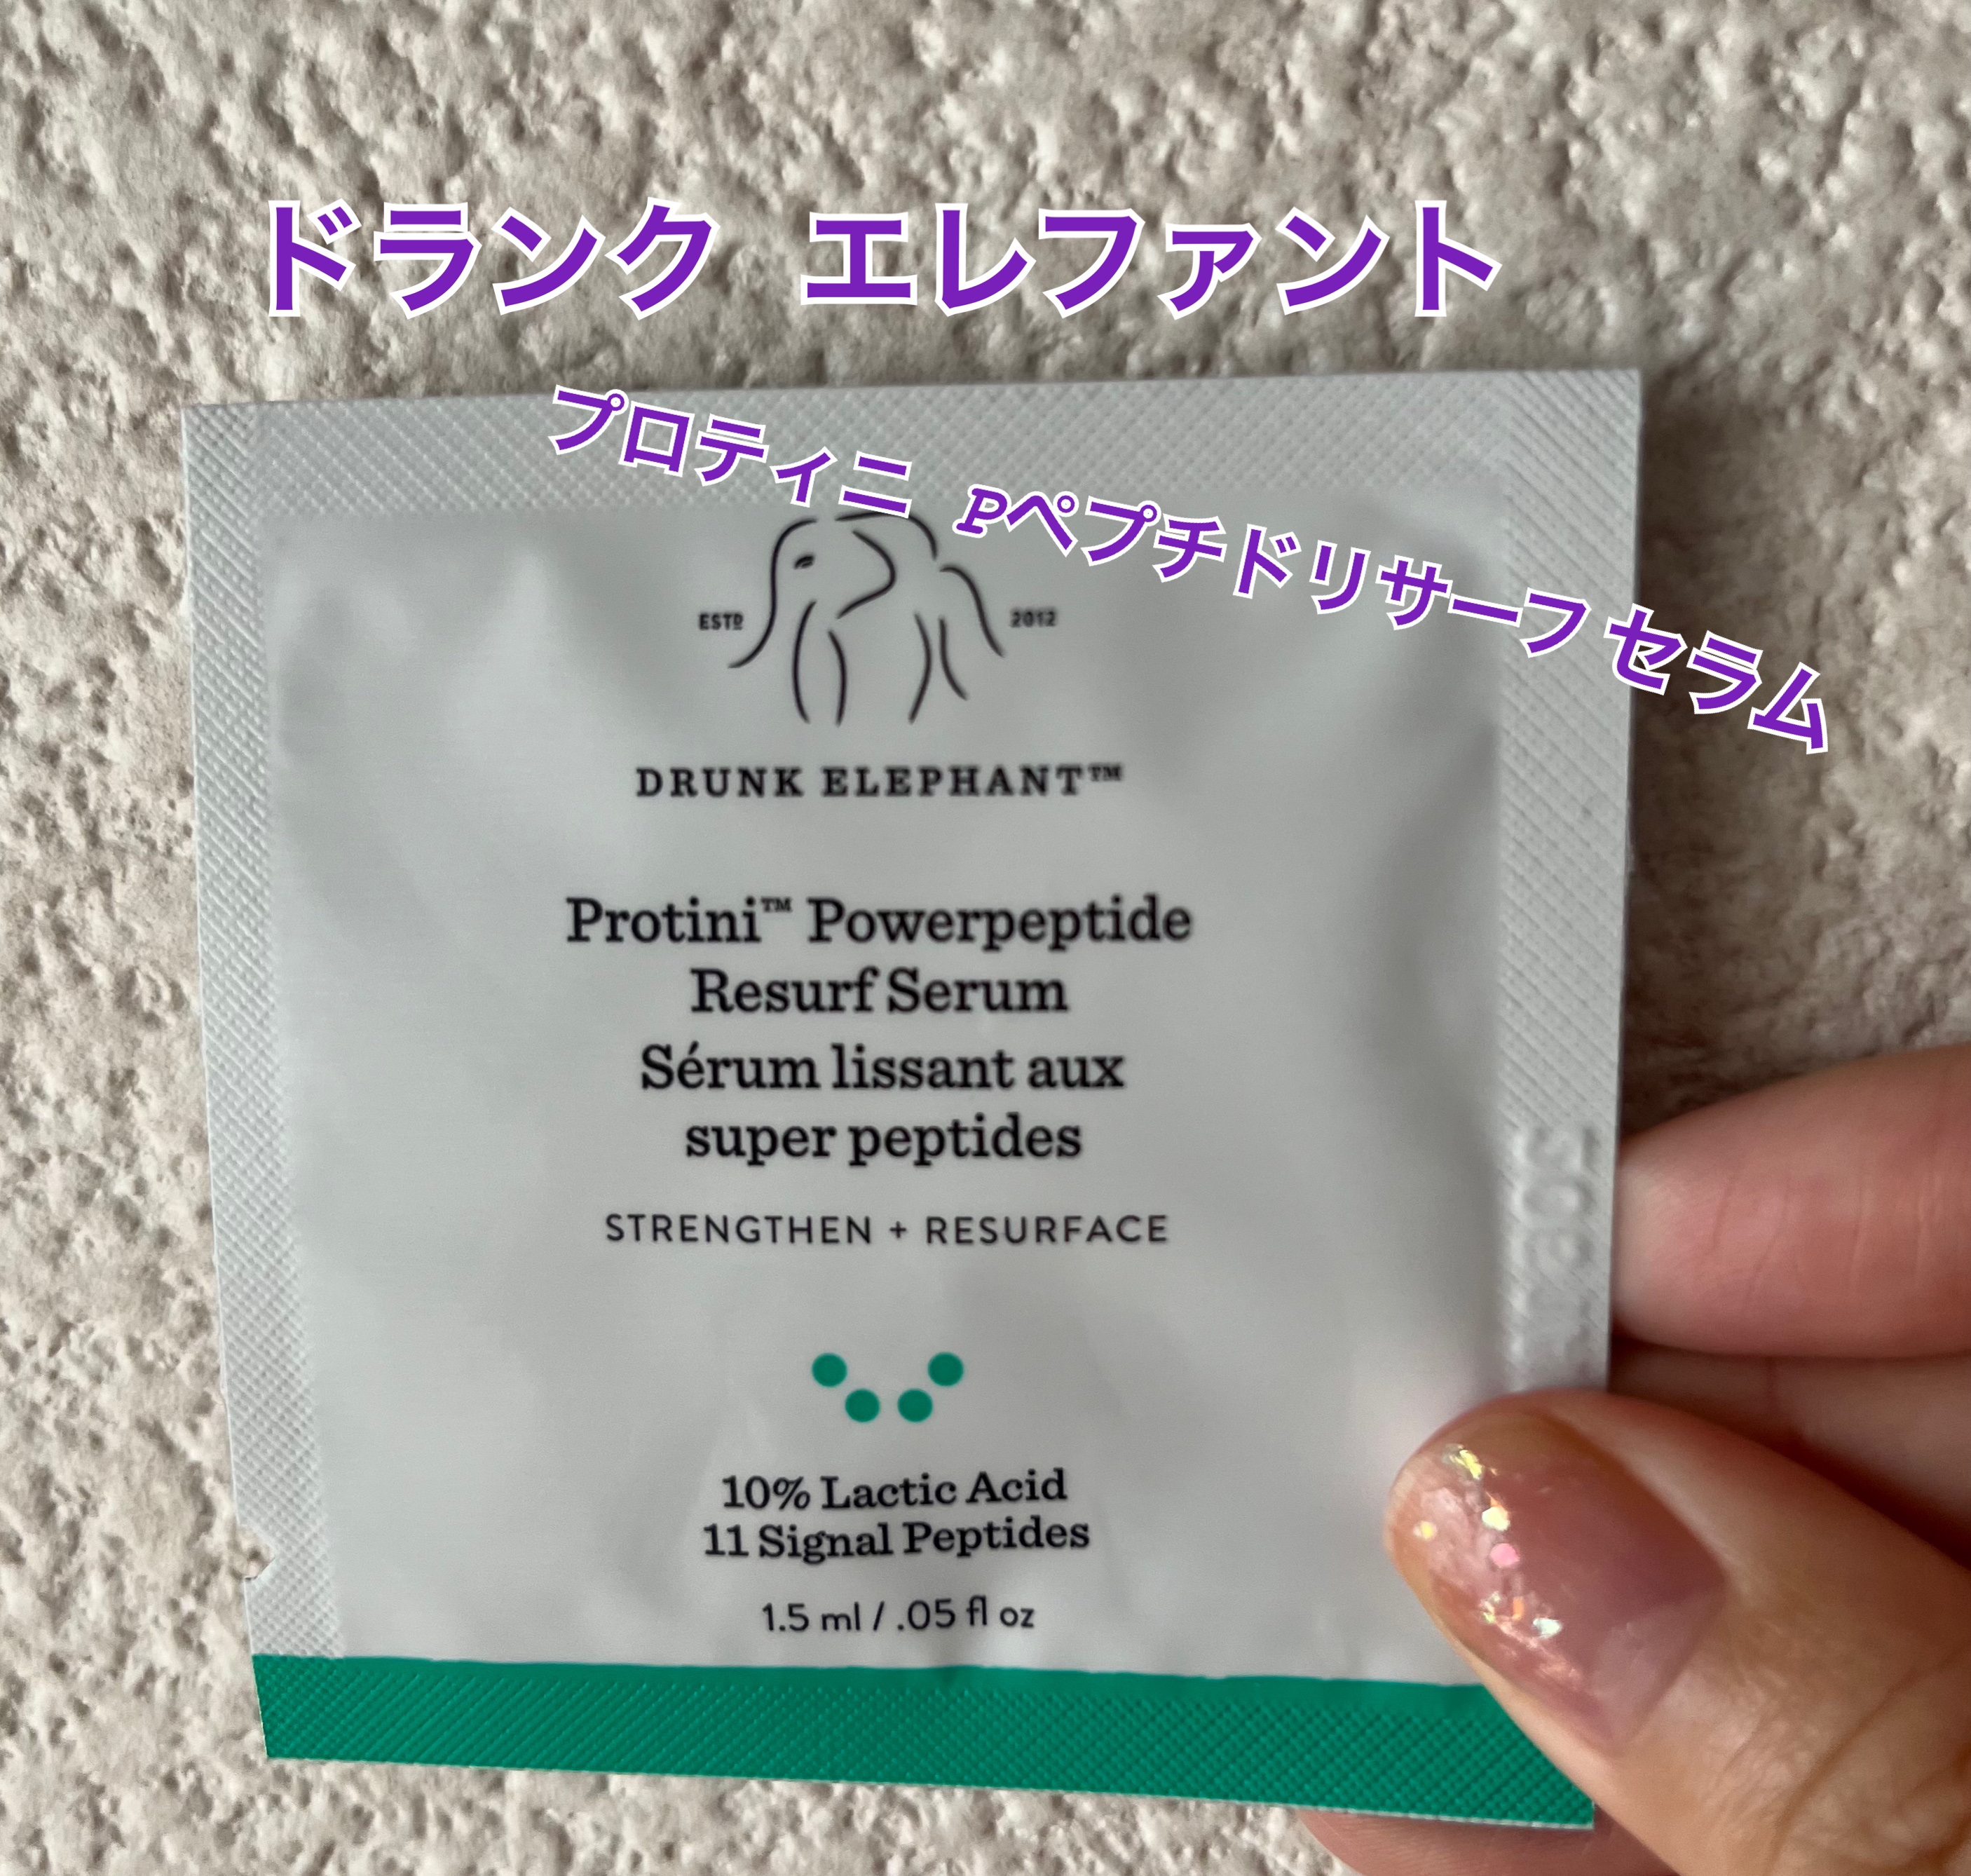 ドランク エレファント
プロティニ Pペプチドリサーフ セラム
ESTD 2012
DRUNK ELEPHANT™
Protini™ Powerpeptide
Resurf Serum
Sérum lissant aux
super peptides
STRENGTHEN + RESURFACE
10% Lactic Acid
11 Signal Peptides
1.5 ml / .05 fl oz